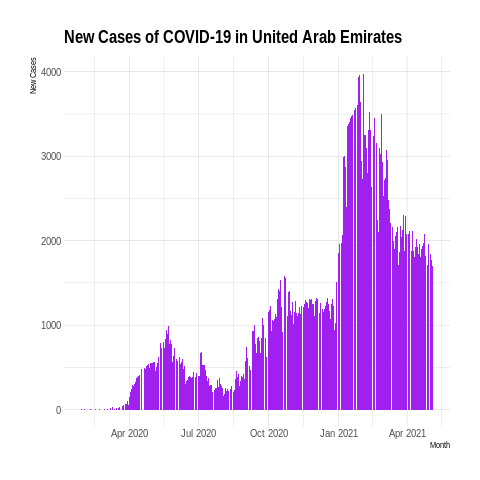 New Cases of COVID-19 in United Arab Emirates
New Cases
4000
3000
2000
1000
0
Apr 2020 Jul 2020 Oct 2020 Jan 2021 Apr 2021
Month